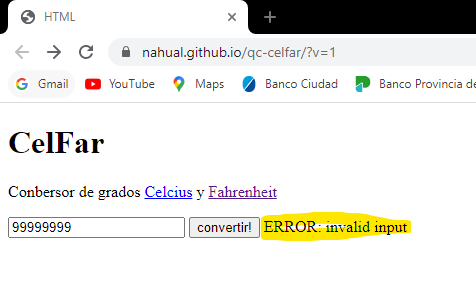 HTML
nahual.github.io/qc-celfar/?v=1
Gmail YouTube Maps Banco Ciudad Banco Provincia de
CelFar
Conbersor de grados Celcius y Fahrenheit
99999999 convertir! ERROR: invalid input